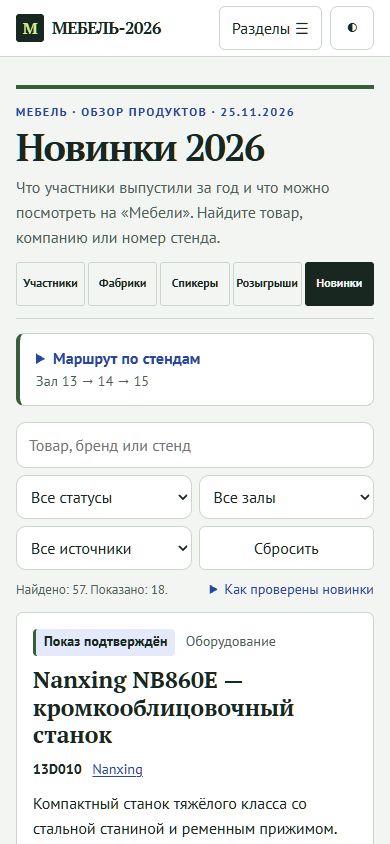 M МЕБЕЛЬ-2026 Разделы ☰ ◐
МЕБЕЛЬ · ОБЗОР ПРОДУКТОВ · 25.11.2026
Новинки 2026
Что участники выпустили за год и что можно
посмотреть на «Мебели». Найдите товар,
компанию или номер стенда.
Участники Фабрики Спикеры Розыгрыши Новинки
▶ Маршрут по стендам
Зал 13 → 14 → 15
Товар, бренд или стенд
Все статусы Все залы
Все источники Сбросить
Найдено: 57. Показано: 18. ▶ Как проверены новинки
Показ подтверждён Оборудование
Nanxing NB860E —
кромкооблицовочный
станок
13D010 Nanxing
Компактный станок тяжёлого класса со
стальной станиной и ременным прижимом.